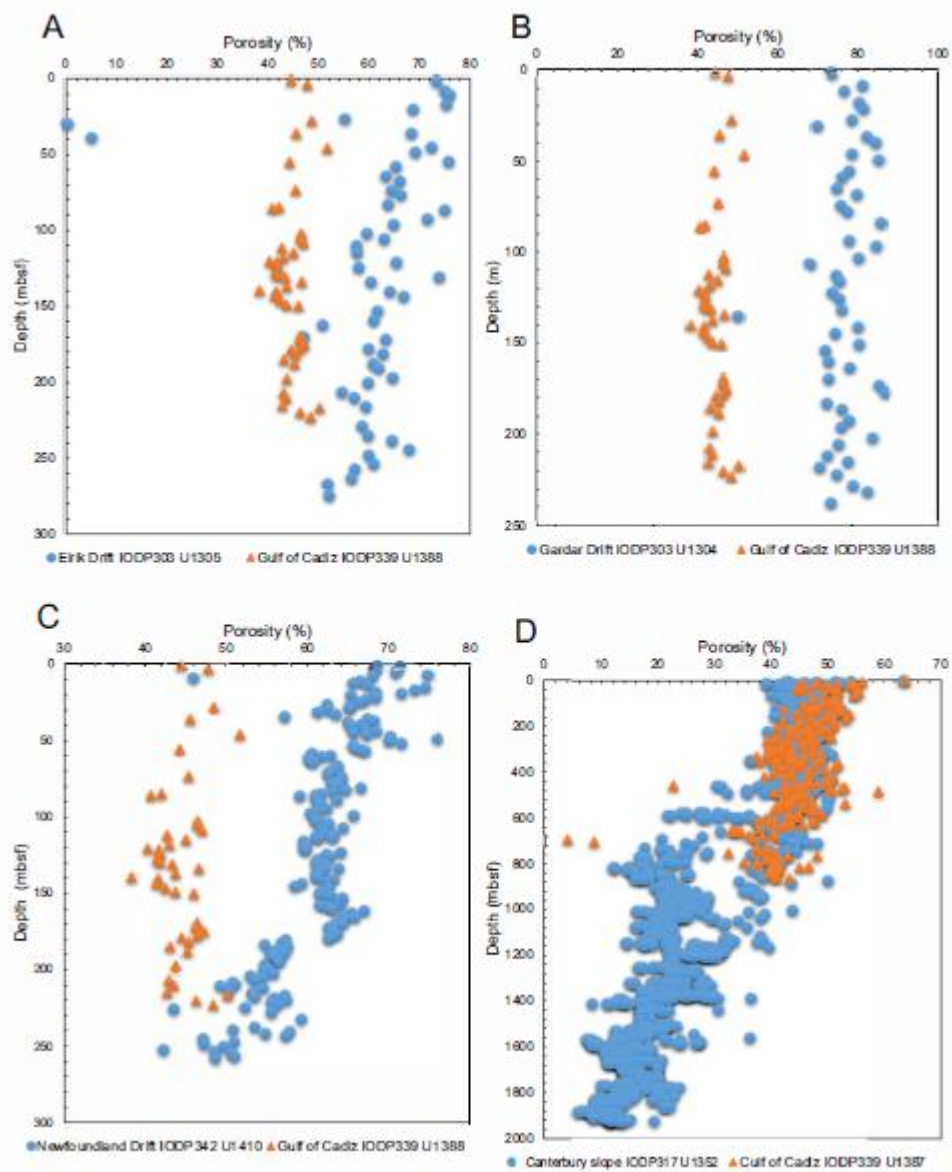 A
Porosity (%)
0 10 20 30 40 50 60 70 80
0
50
100
150
200
250
300
Depth (mbsf)
Eirik Drift IODP303 U1305 Gulf of Cadiz IODP339 U1388
B
Porosity (%)
0 20 40 60 80 100
0
50
100
150
200
250
Depth (m)
Gardar Drift IODP303 U1304 Gulf of Cadiz IODP339 U1388
C
Porosity (%)
30 40 50 60 70 80
0
50
100
150
200
250
300
Depth (mbsf)
Newfoundland Drift IODP342 U1410 Gulf of Cadiz IODP339 U1388
D
Porosity (%)
0 10 20 30 40 50 60 70
0
200
400
600
800
1000
1200
1400
1600
1800
2000
Depth (mbsf)
Canterbury slope IODP317 U1352 Gulf of Cadiz IODP339 U1387